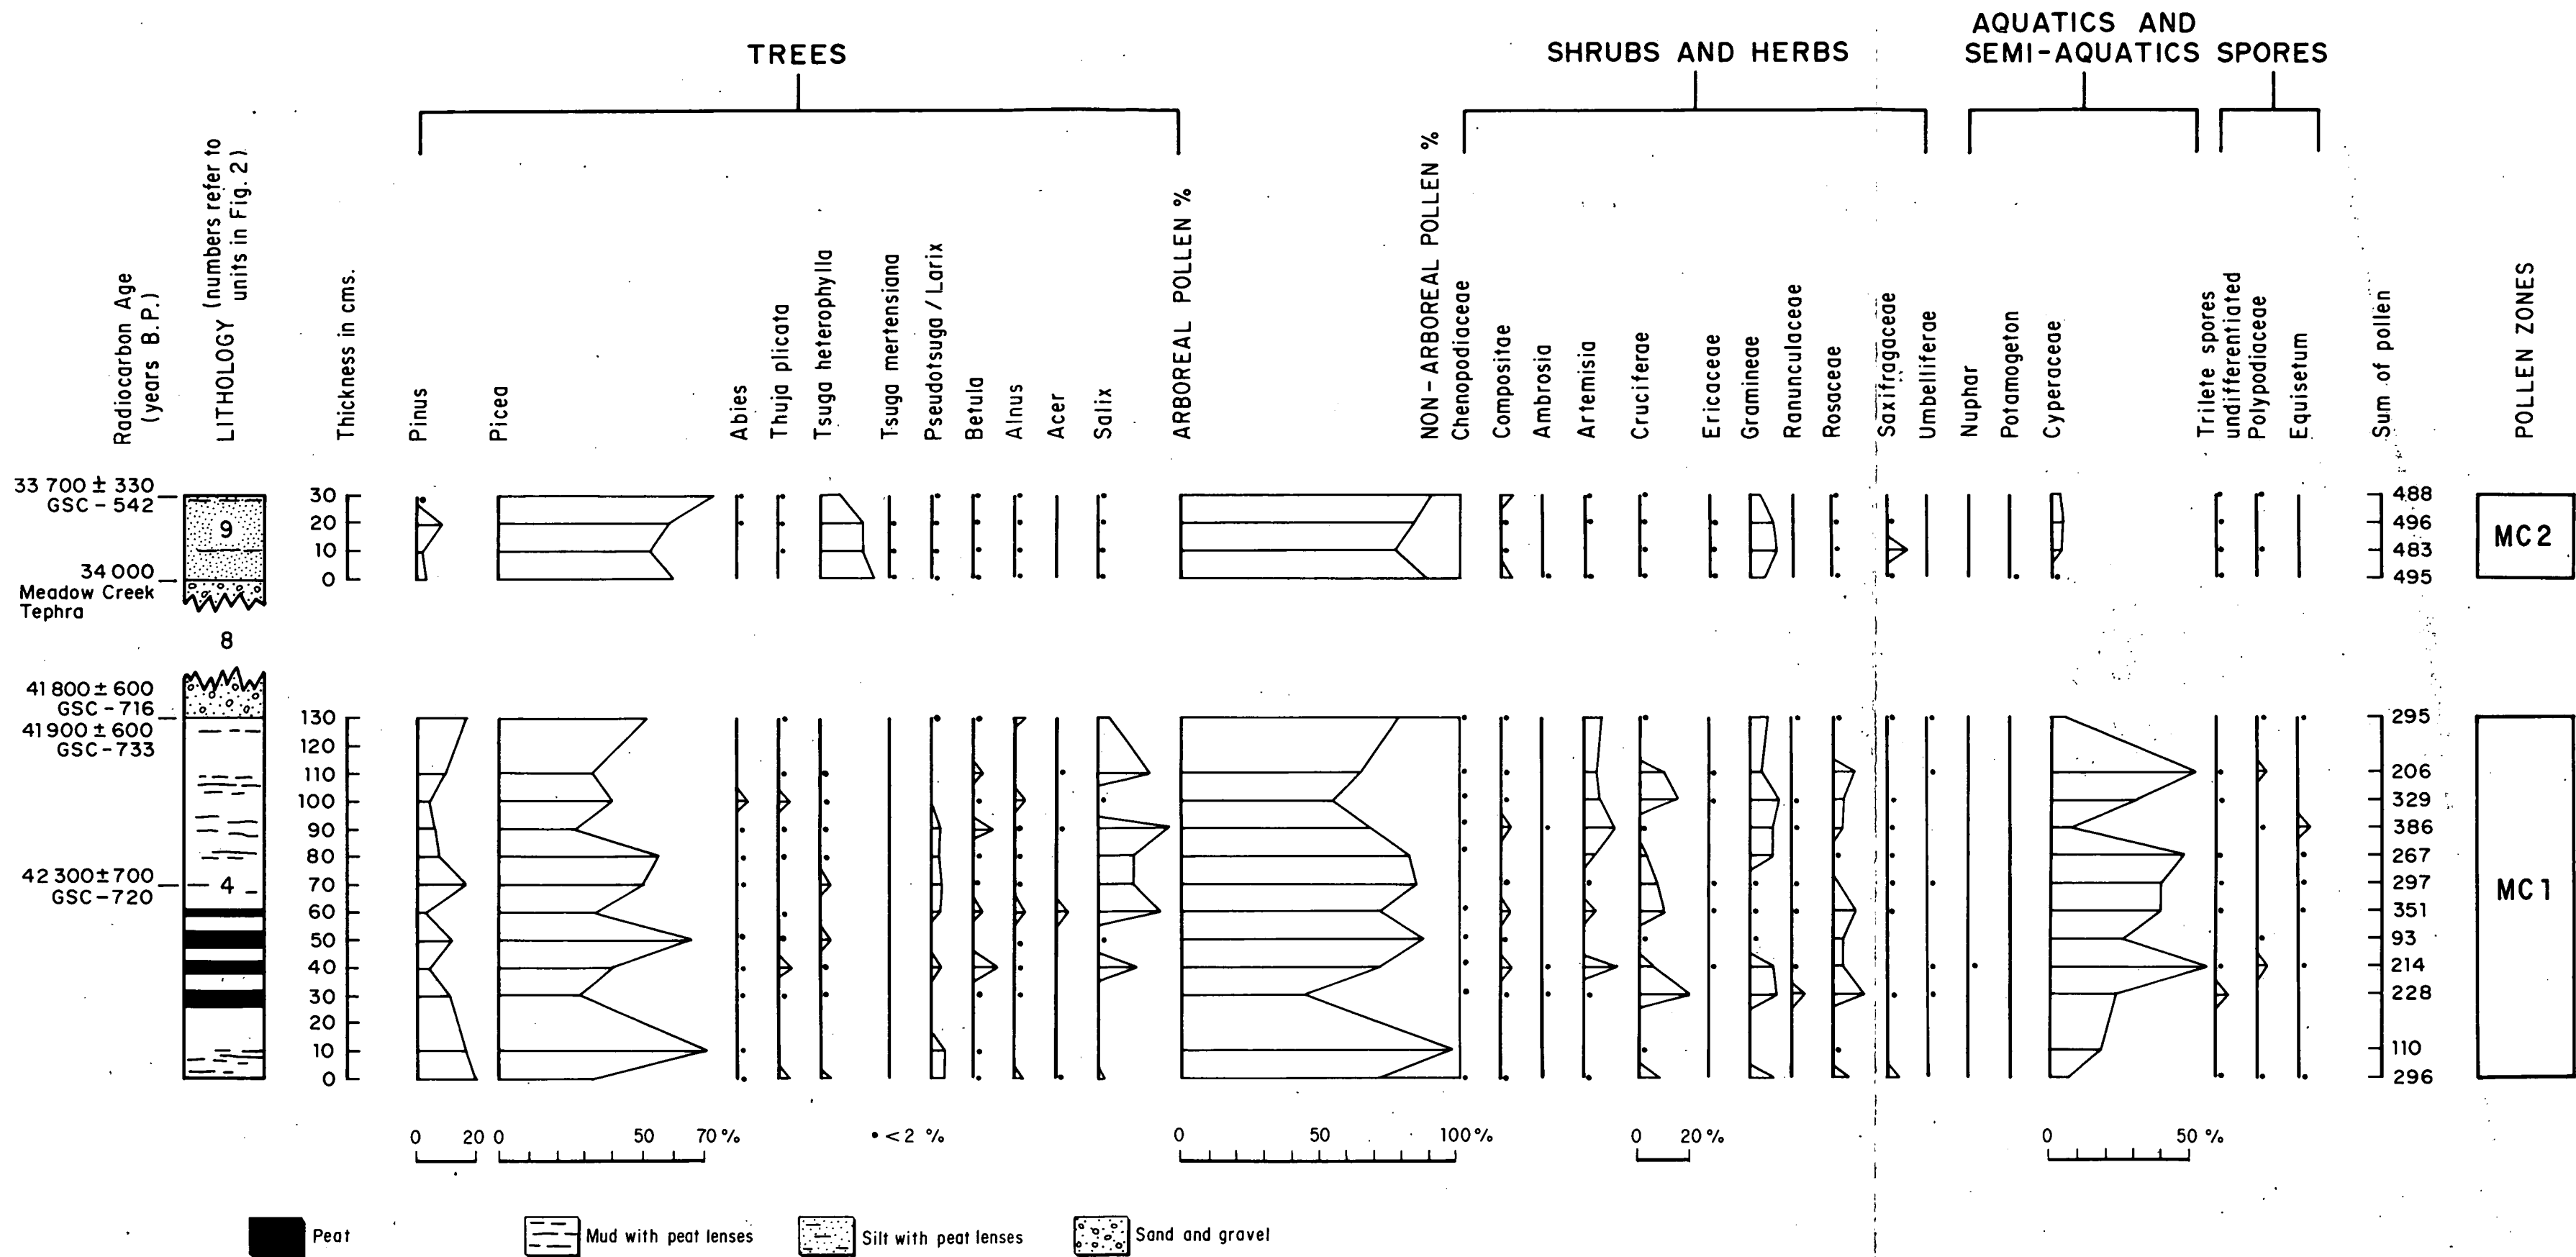 TREES
SHRUBS AND HERBS
AQUATICS AND
SEMI-AQUATICS SPORES
Radiocarbon Age
(years B.P.)
LITHOLOGY (numbers refer to
units in Fig. 2)
Thickness in cms.
Pinus
Picea
Abies
Thuja plicata
Tsuga heterophylla
Tsuga mertensiana
Pseudotsuga / Larix
Betula
Alnus
Acer
Salix
ARBOREAL POLLEN %
NON-ARBOREAL POLLEN %
Chenopodiaceae
Compositae
Ambrosia
Artemisia
Cruciferae
Ericaceae
Gramineae
Ranunculaceae
Rosaceae
Saxifragaceae
Umbelliferae
Nuphar
Potamogeton
Cyperaceae
Trilete spores
undifferentiated
Polypodiaceae
Equisetum
Sum of pollen
POLLEN ZONES
33 700 ± 330
GSC - 542
34 000
Meadow Creek
Tephra
41 800 ± 600
GSC - 716
41 900 ± 600
GSC - 733
42 300 ± 700
GSC - 720
9
8
4
30
20
10
0
130
120
110
100
90
80
70
60
50
40
30
20
10
0
488
496
483
495
295
206
329
386
267
297
351
93
214
228
110
296
MC 2
MC 1
0 20 0 50 70 % • < 2 % 0 50 100 % 0 20 % 0 50 %
Peat
Mud with peat lenses
Silt with peat lenses
Sand and gravel